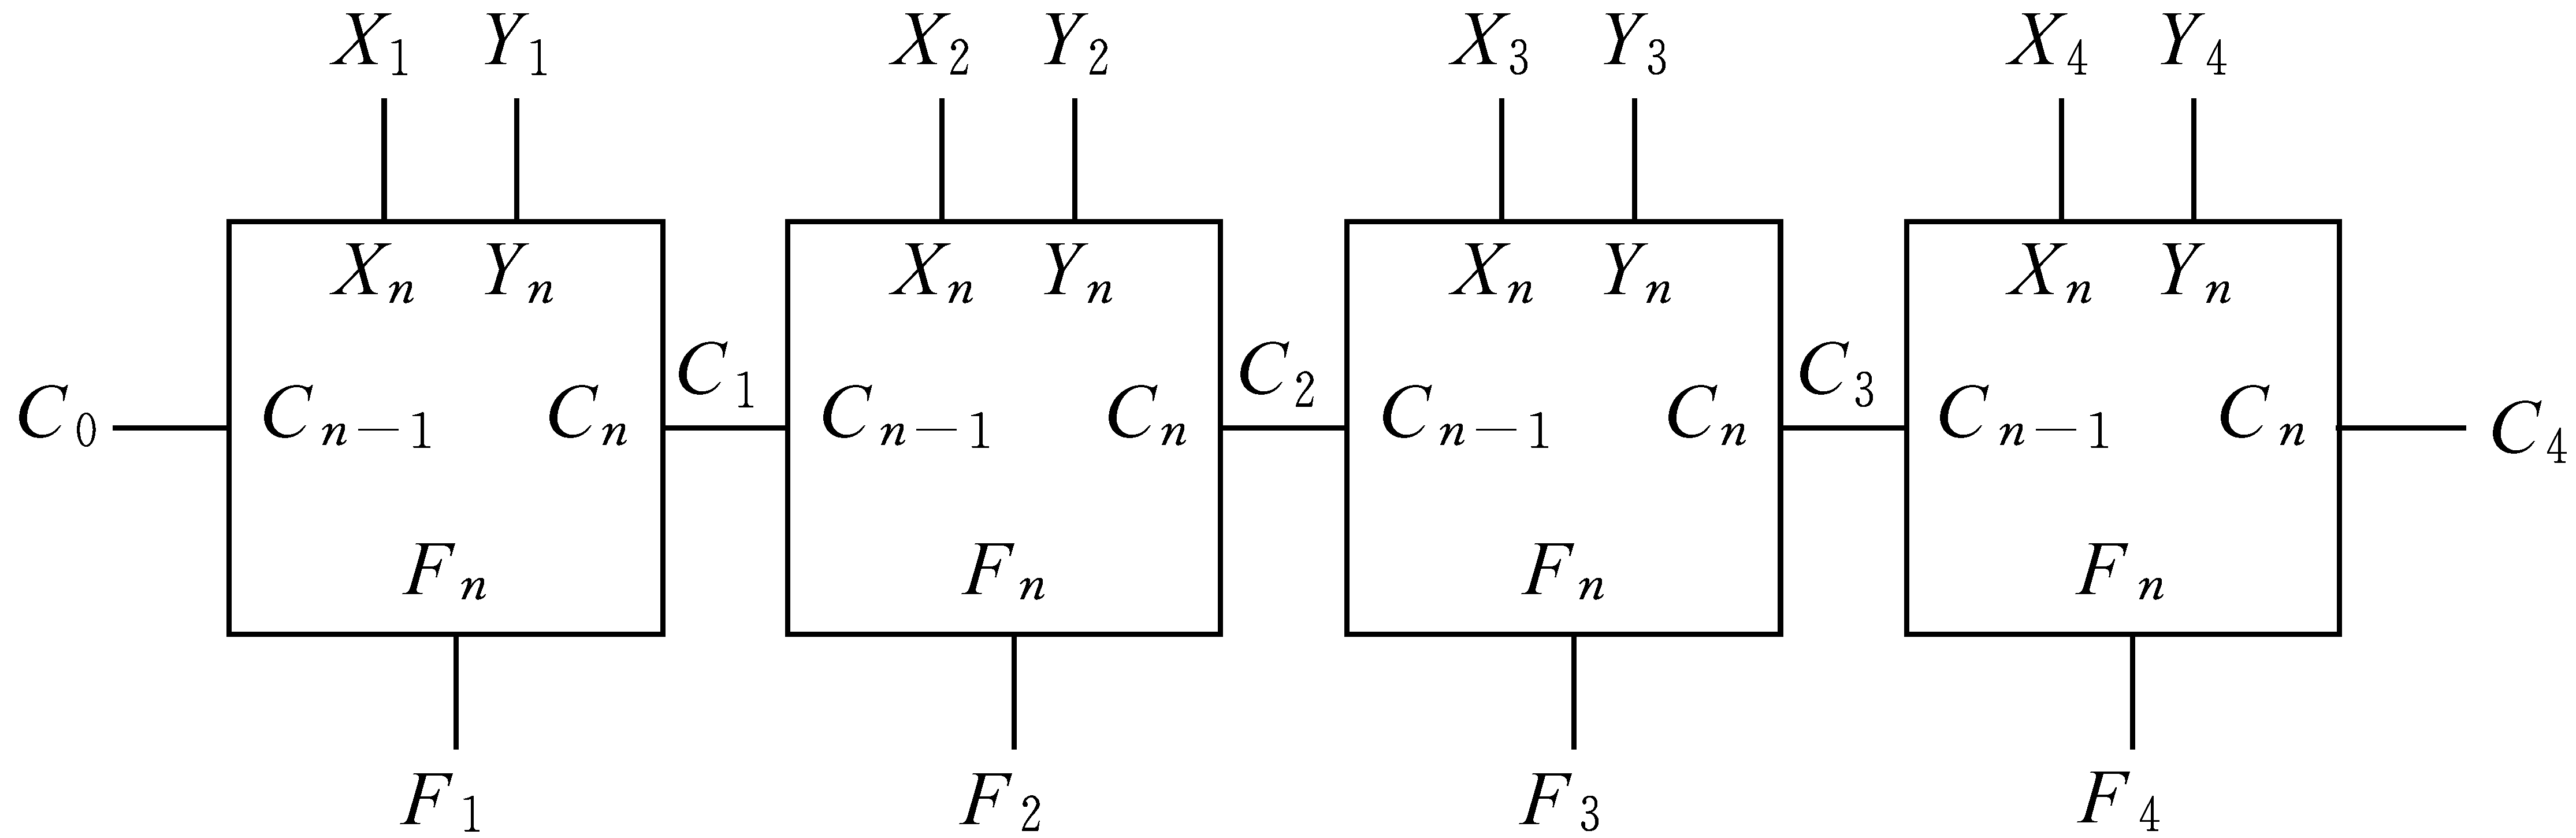 X1 Y1 X2 Y2 X3 Y3 X4 Y4
Xn Yn Xn Yn Xn Yn Xn Yn
C0 Cn−1 Cn C1 Cn−1 Cn C2 Cn−1 Cn C3 Cn−1 Cn C4
Fn Fn Fn Fn
F1 F2 F3 F4